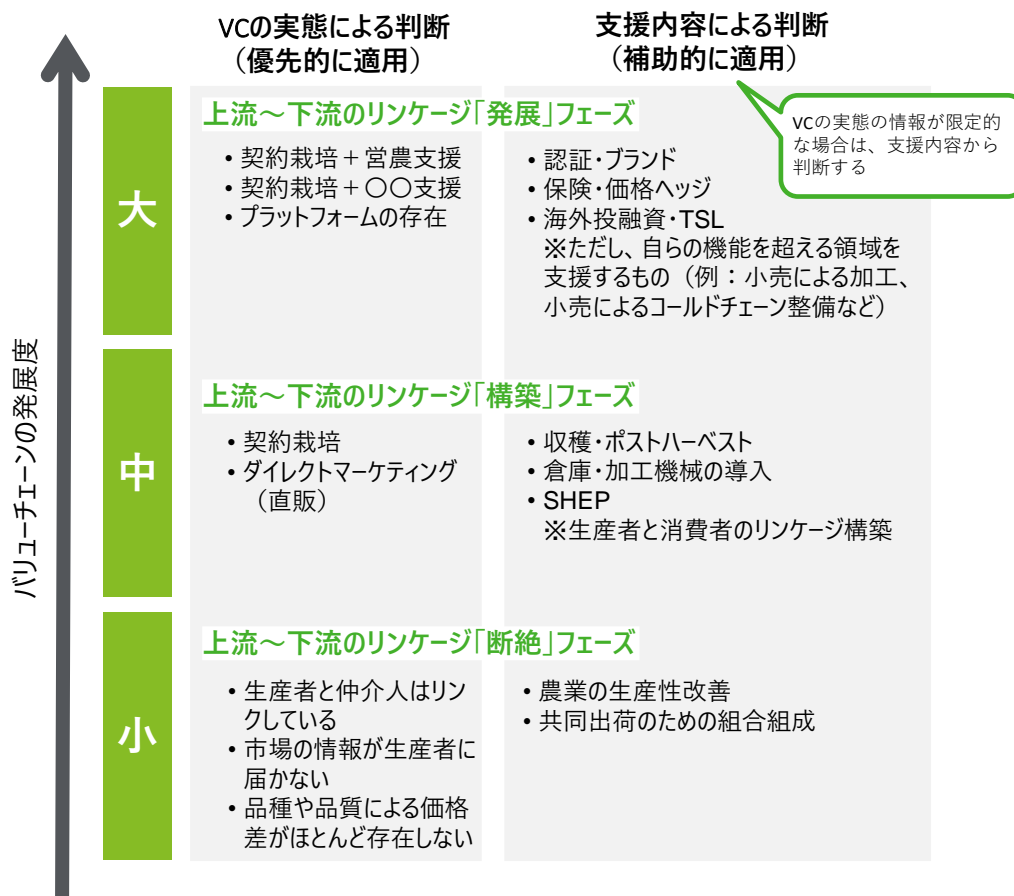 VCの実態による判断
（優先的に適用）
支援内容による判断
（補助的に適用）
VCの実態の情報が限定的
な場合は、支援内容から
判断する
バリューチェーンの発展度
大
上流～下流のリンケージ「発展」フェーズ
• 契約栽培＋営農支援
• 契約栽培＋〇〇支援
• プラットフォームの存在
• 認証・ブランド
• 保険・価格ヘッジ
• 海外投融資・TSL
※ただし、自らの機能を超える領域を
支援するもの（例：小売による加工、
小売によるコールドチェーン整備など）
中
上流～下流のリンケージ「構築」フェーズ
• 契約栽培
• ダイレクトマーケティング
（直販）
• 収穫・ポストハーベスト
• 倉庫・加工機械の導入
• SHEP
※生産者と消費者のリンケージ構築
小
上流～下流のリンケージ「断絶」フェーズ
• 生産者と仲介人はリン
クしている
• 市場の情報が生産者に
届かない
• 品種や品質による価格
差がほとんど存在しない
• 農業の生産性改善
• 共同出荷のための組合組成